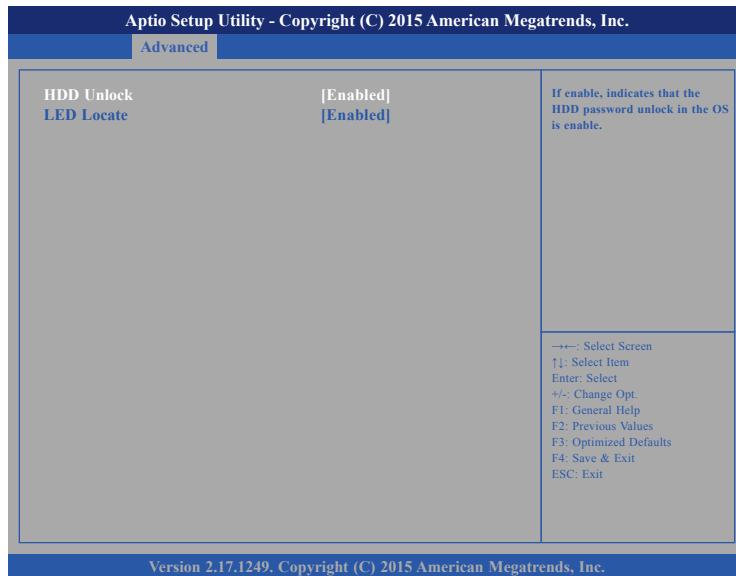 Aptio Setup Utility - Copyright (C) 2015 American Megatrends, Inc.
Advanced
HDD Unlock [Enabled]
LED Locate [Enabled]
If enable, indicates that the
HDD password unlock in the OS
is enable.
→←: Select Screen
↑↓: Select Item
Enter: Select
+/-: Change Opt.
F1: General Help
F2: Previous Values
F3: Optimized Defaults
F4: Save & Exit
ESC: Exit
Version 2.17.1249. Copyright (C) 2015 American Megatrends, Inc.